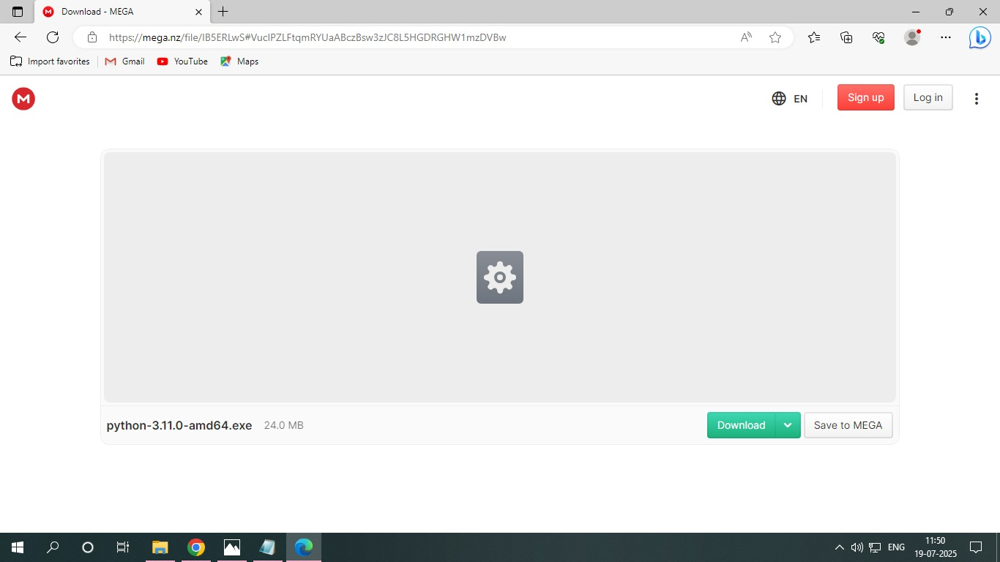 Download - MEGA
https://mega.nz/file/IB5ERLwS#VucIPZLFtqmRYUaABczBsw3zJC8L5HGDRGHW1mzDVBw
Import favorites
Gmail
YouTube
Maps
EN
Sign up
Log in
python-3.11.0-amd64.exe
24.0 MB
Download
Save to MEGA
ENG
11:50
19-07-2025